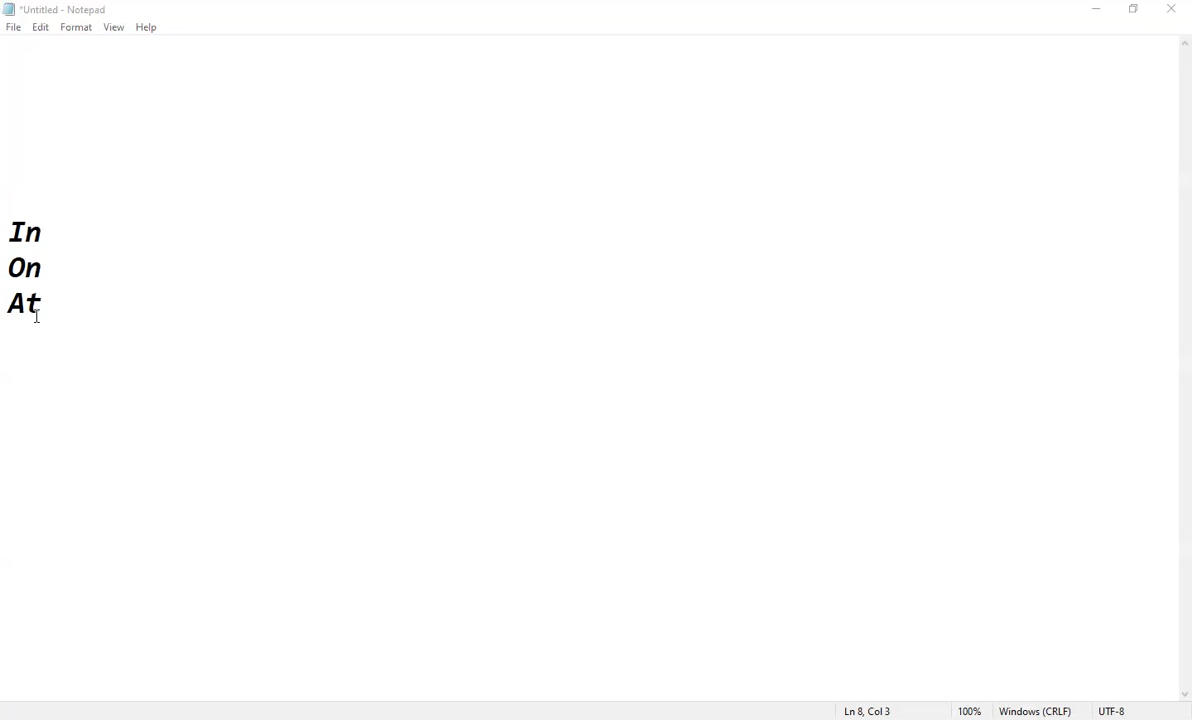 *Untitled - Notepad
File Edit Format View Help
In
On
At
Ln 8, Col 3 100% Windows (CRLF) UTF-8